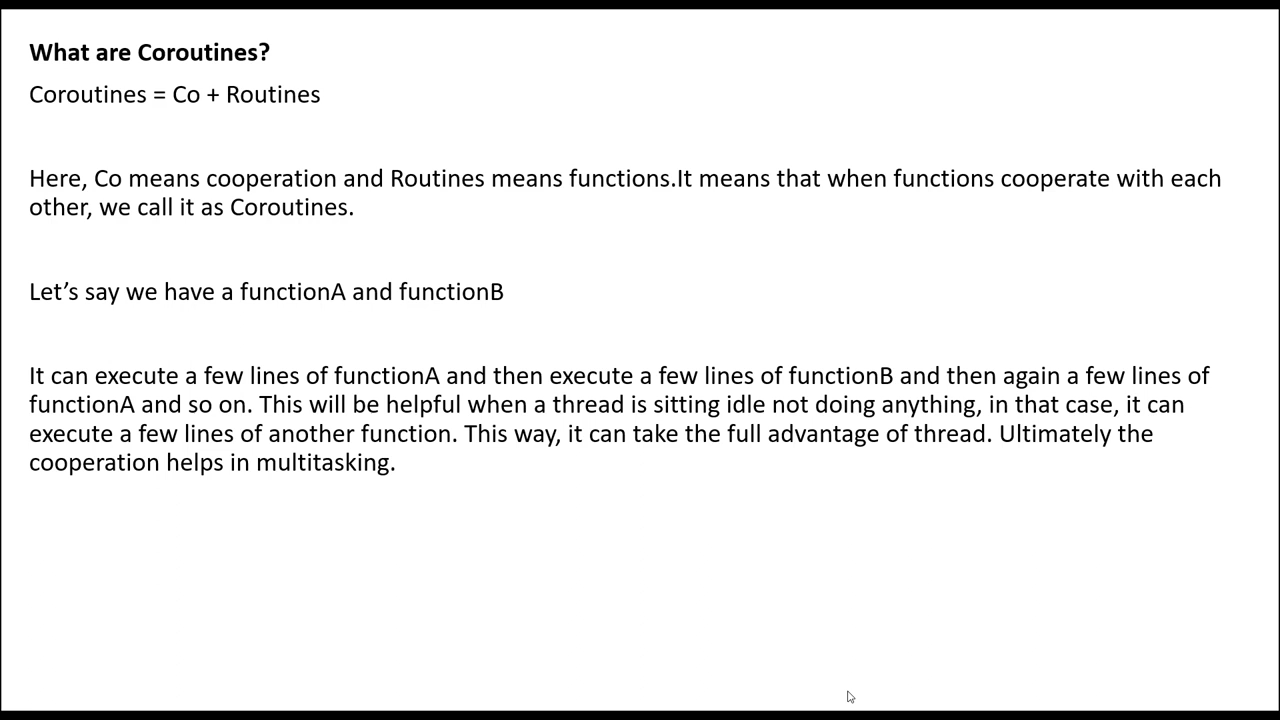 What are Coroutines?
Coroutines = Co + Routines
Here, Co means cooperation and Routines means functions.It means that when functions cooperate with each
other, we call it as Coroutines.
Let’s say we have a functionA and functionB
It can execute a few lines of functionA and then execute a few lines of functionB and then again a few lines of
functionA and so on. This will be helpful when a thread is sitting idle not doing anything, in that case, it can
execute a few lines of another function. This way, it can take the full advantage of thread. Ultimately the
cooperation helps in multitasking.